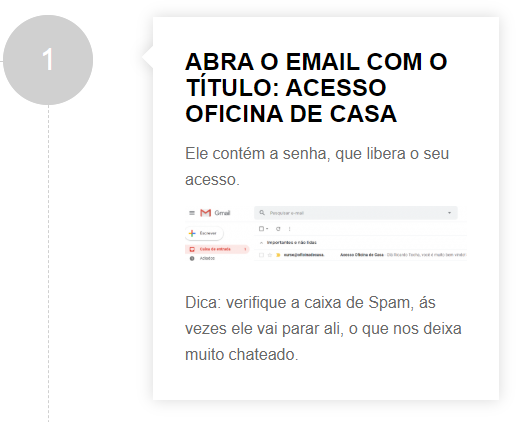 1
ABRA O EMAIL COM O
TÍTULO: ACESSO
OFICINA DE CASA
Ele contém a senha, que libera o seu
acesso.
Gmail
Pesquisar e-mail
Escrever
Importantes e não lidas
Caixa de entrada
Acesso Oficina de Casa
Adiados
Dica: verifique a caixa de Spam, ás
vezes ele vai parar ali, o que nos deixa
muito chateado.